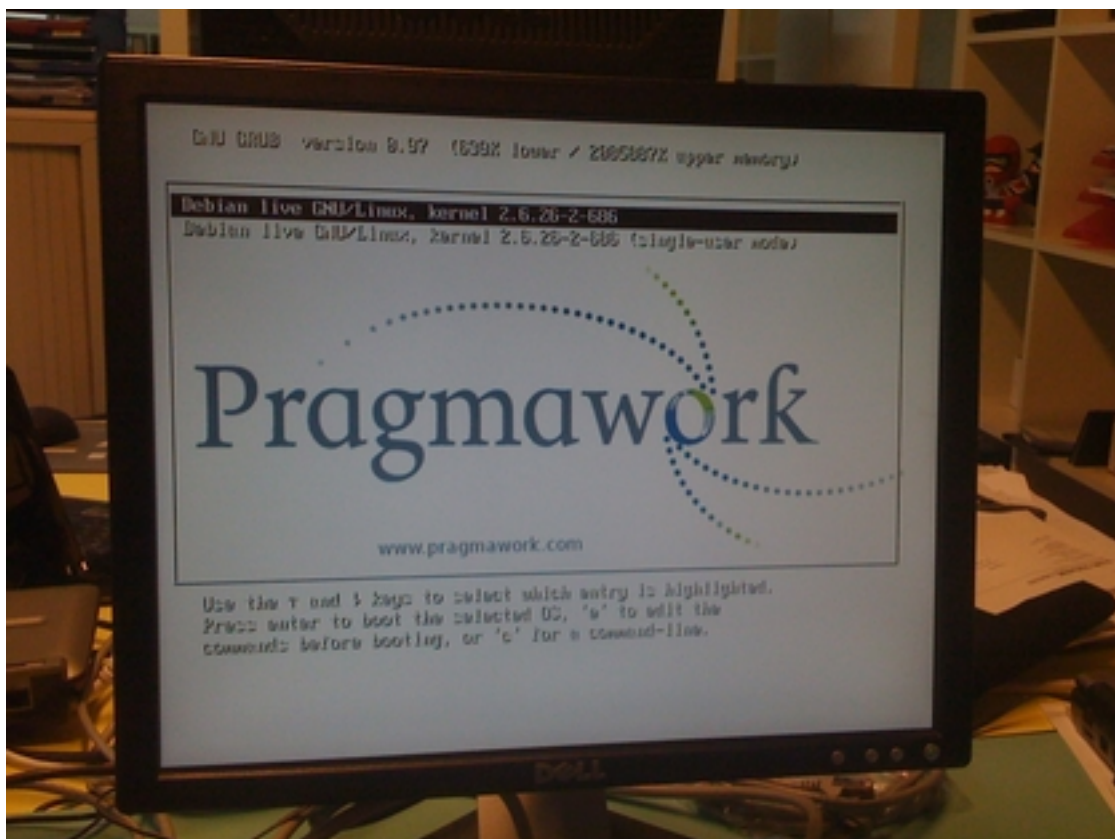 GNU GRUB version 0.97 (639K lower / upper memory)
Debian live GNU/Linux, kernel 2.6.26-2-686
Debian live GNU/Linux, kernel 2.6.26-2-686 (single-user mode)
Pragmawork
www.pragmawork.com
Use the ↑ and ↓ keys to select which entry is highlighted.
Press enter to boot the selected OS, 'e' to edit the
commands before booting, or 'c' for a command-line.
DELL